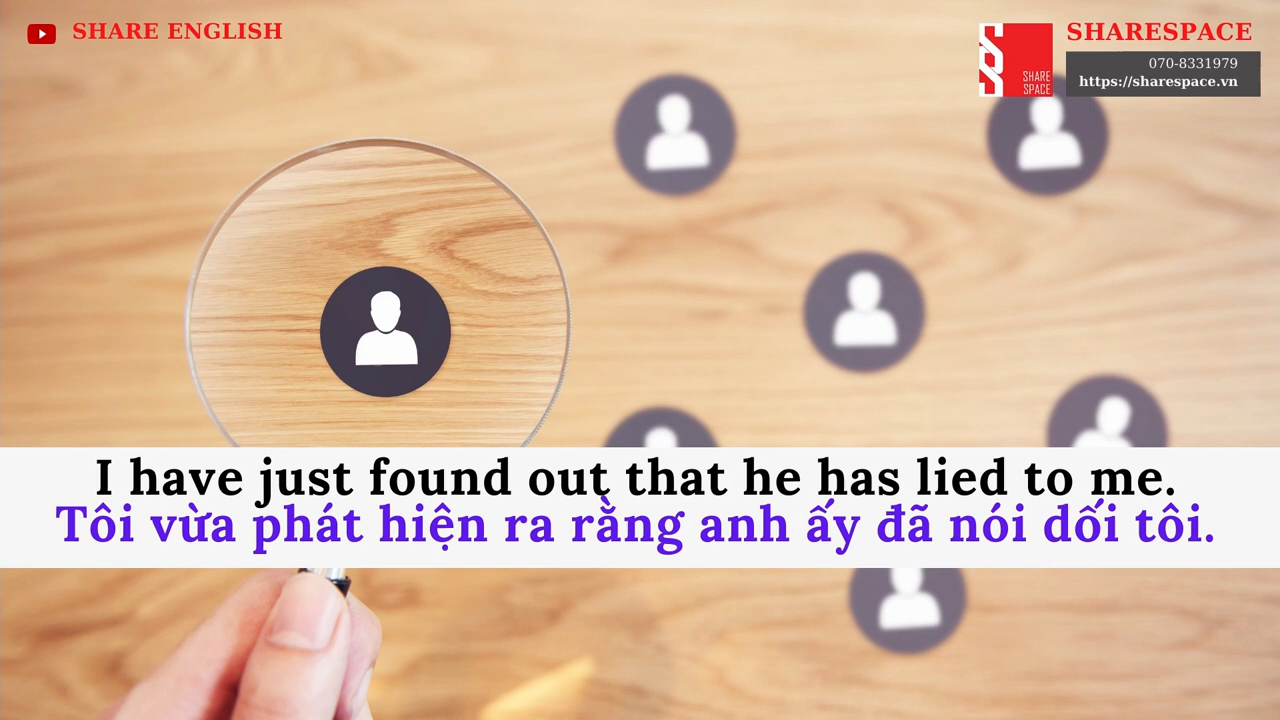 SHARE ENGLISH
SHARESPACE
070-8331979
https://sharespace.vn
SHARE
SPACE
I have just found out that he has lied to me.
Tôi vừa phát hiện ra rằng anh ấy đã nói dối tôi.